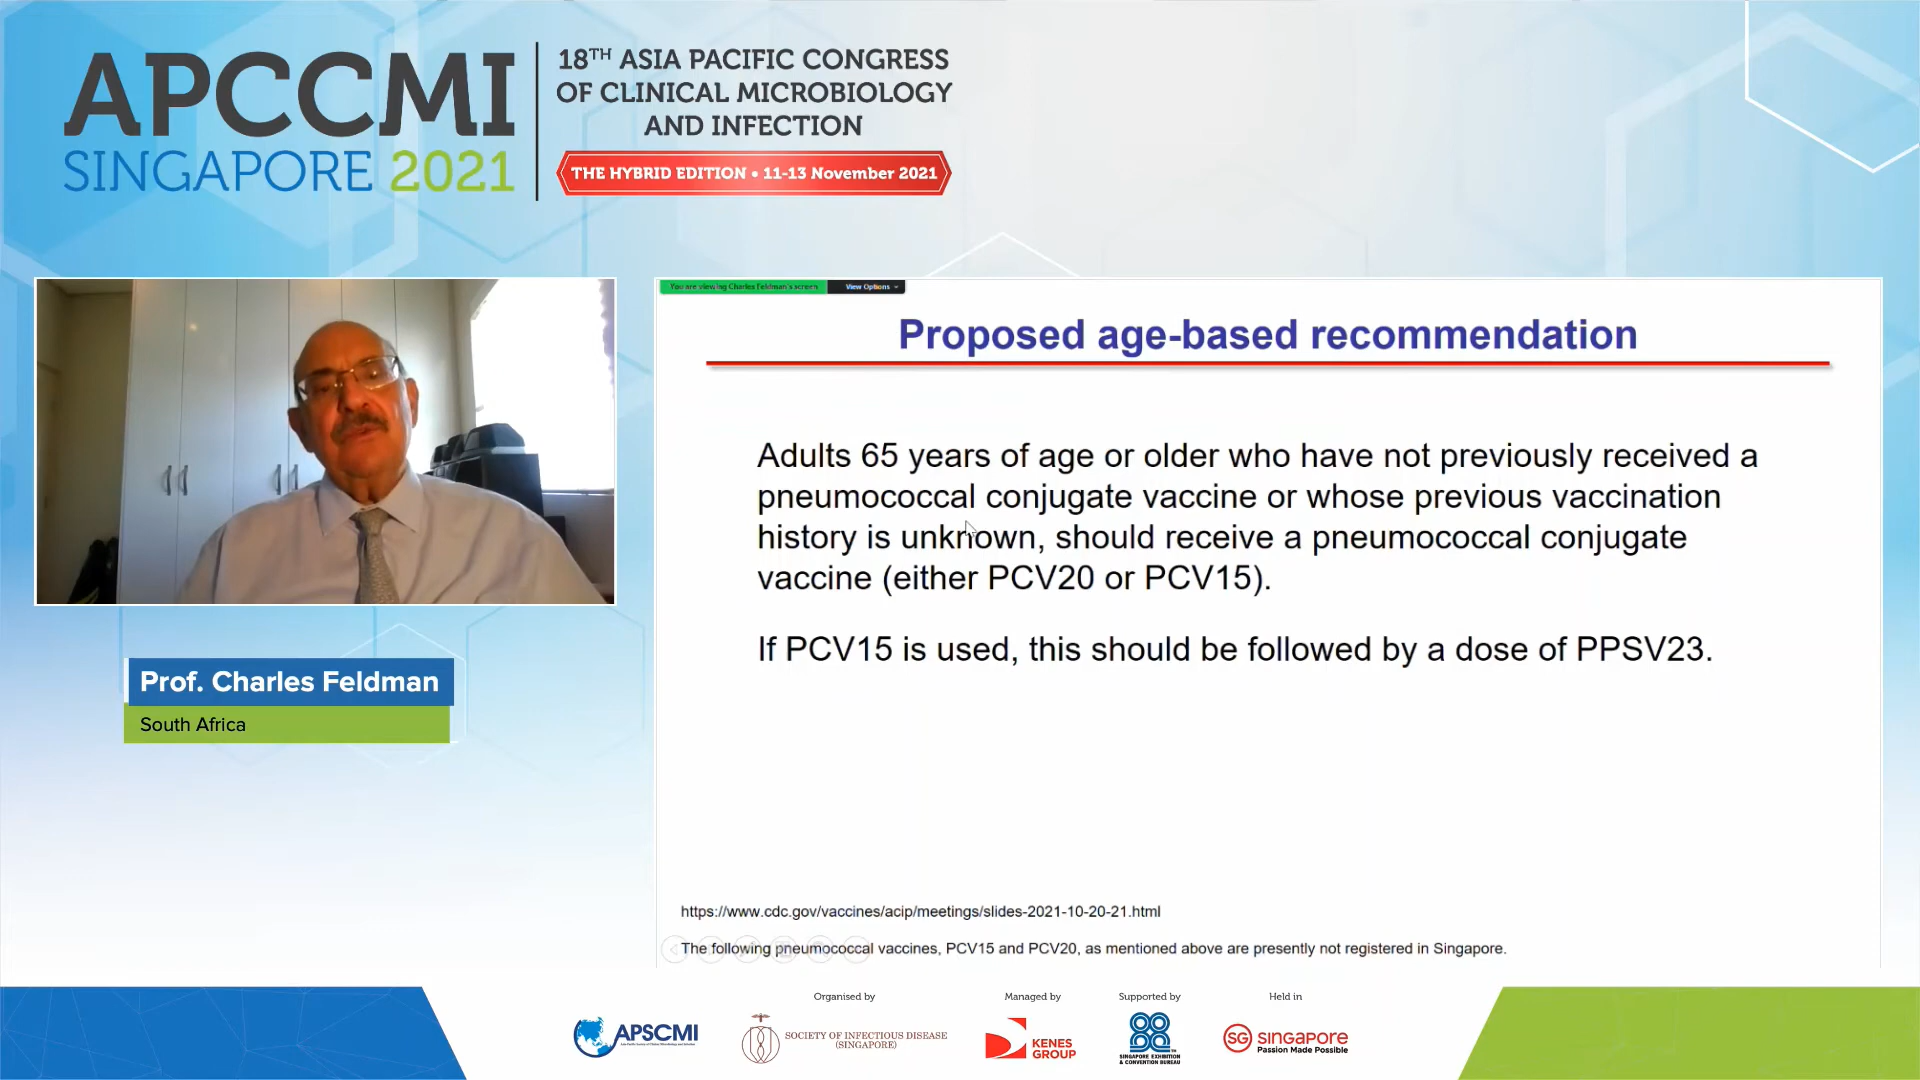 APCCMI
SINGAPORE 2021
18TH ASIA PACIFIC CONGRESS
OF CLINICAL MICROBIOLOGY
AND INFECTION
THE HYBRID EDITION • 11-13 November 2021
You are viewing Charles Feldman's screen
View Options
Proposed age-based recommendation
Adults 65 years of age or older who have not previously received a
pneumococcal conjugate vaccine or whose previous vaccination
history is unknown, should receive a pneumococcal conjugate
vaccine (either PCV20 or PCV15).
If PCV15 is used, this should be followed by a dose of PPSV23.
https://www.cdc.gov/vaccines/acip/meetings/slides-2021-10-20-21.html
The following pneumococcal vaccines, PCV15 and PCV20, as mentioned above are presently not registered in Singapore.
Prof. Charles Feldman
South Africa
Organised by
Managed by
Supported by
Held in
APSCMI
SOCIETY OF INFECTIOUS DISEASE
(SINGAPORE)
KENES
GROUP
SINGAPORE EXHIBITION
& CONVENTION BUREAU
SG SINGAPORE
Passion Made Possible